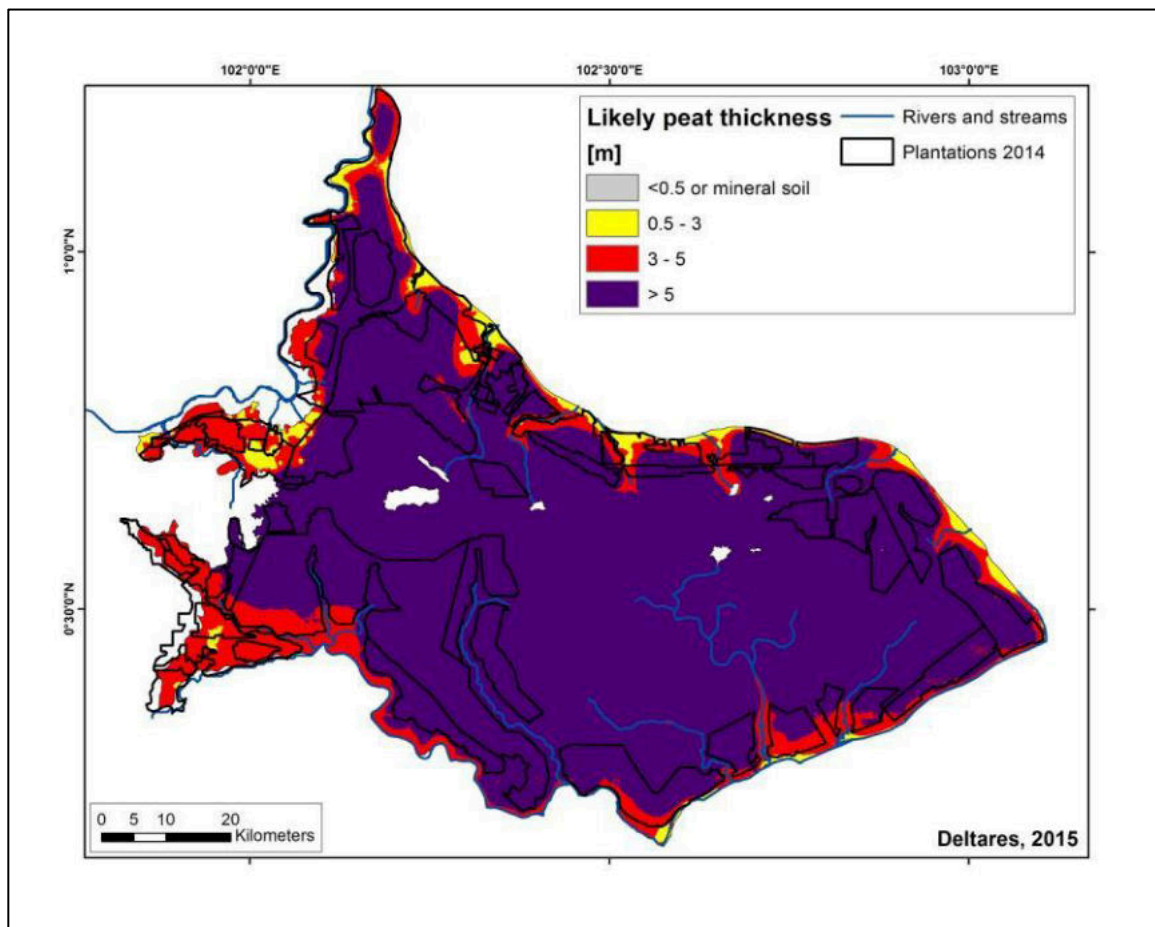 102°0'0"E
102°30'0"E
103°0'0"E
Likely peat thickness
[m]
<0.5 or mineral soil
0.5 - 3
3 - 5
> 5
Rivers and streams
Plantations 2014
1°0'0"N
0°30'0"N
0 5 10 20
Kilometers
Deltares, 2015